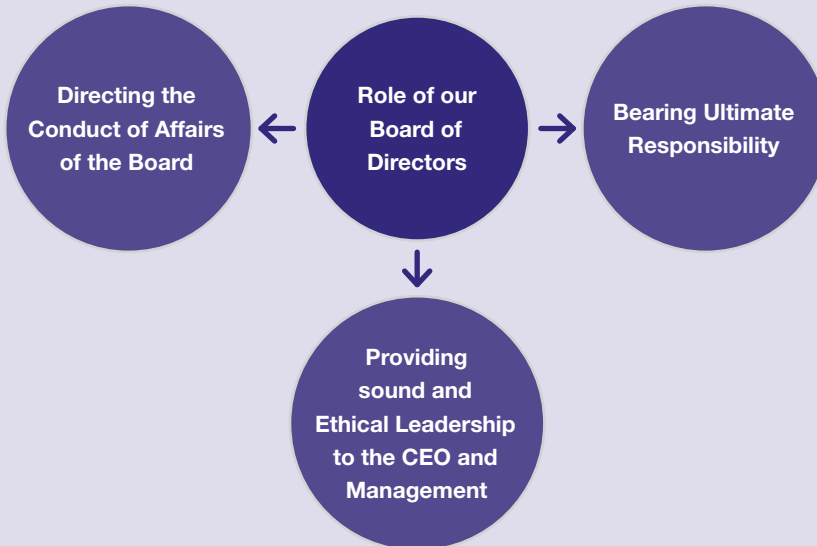 Directing the
Conduct of Affairs
of the Board
Role of our
Board of
Directors
Bearing Ultimate
Responsibility
Providing
sound and
Ethical Leadership
to the CEO and
Management